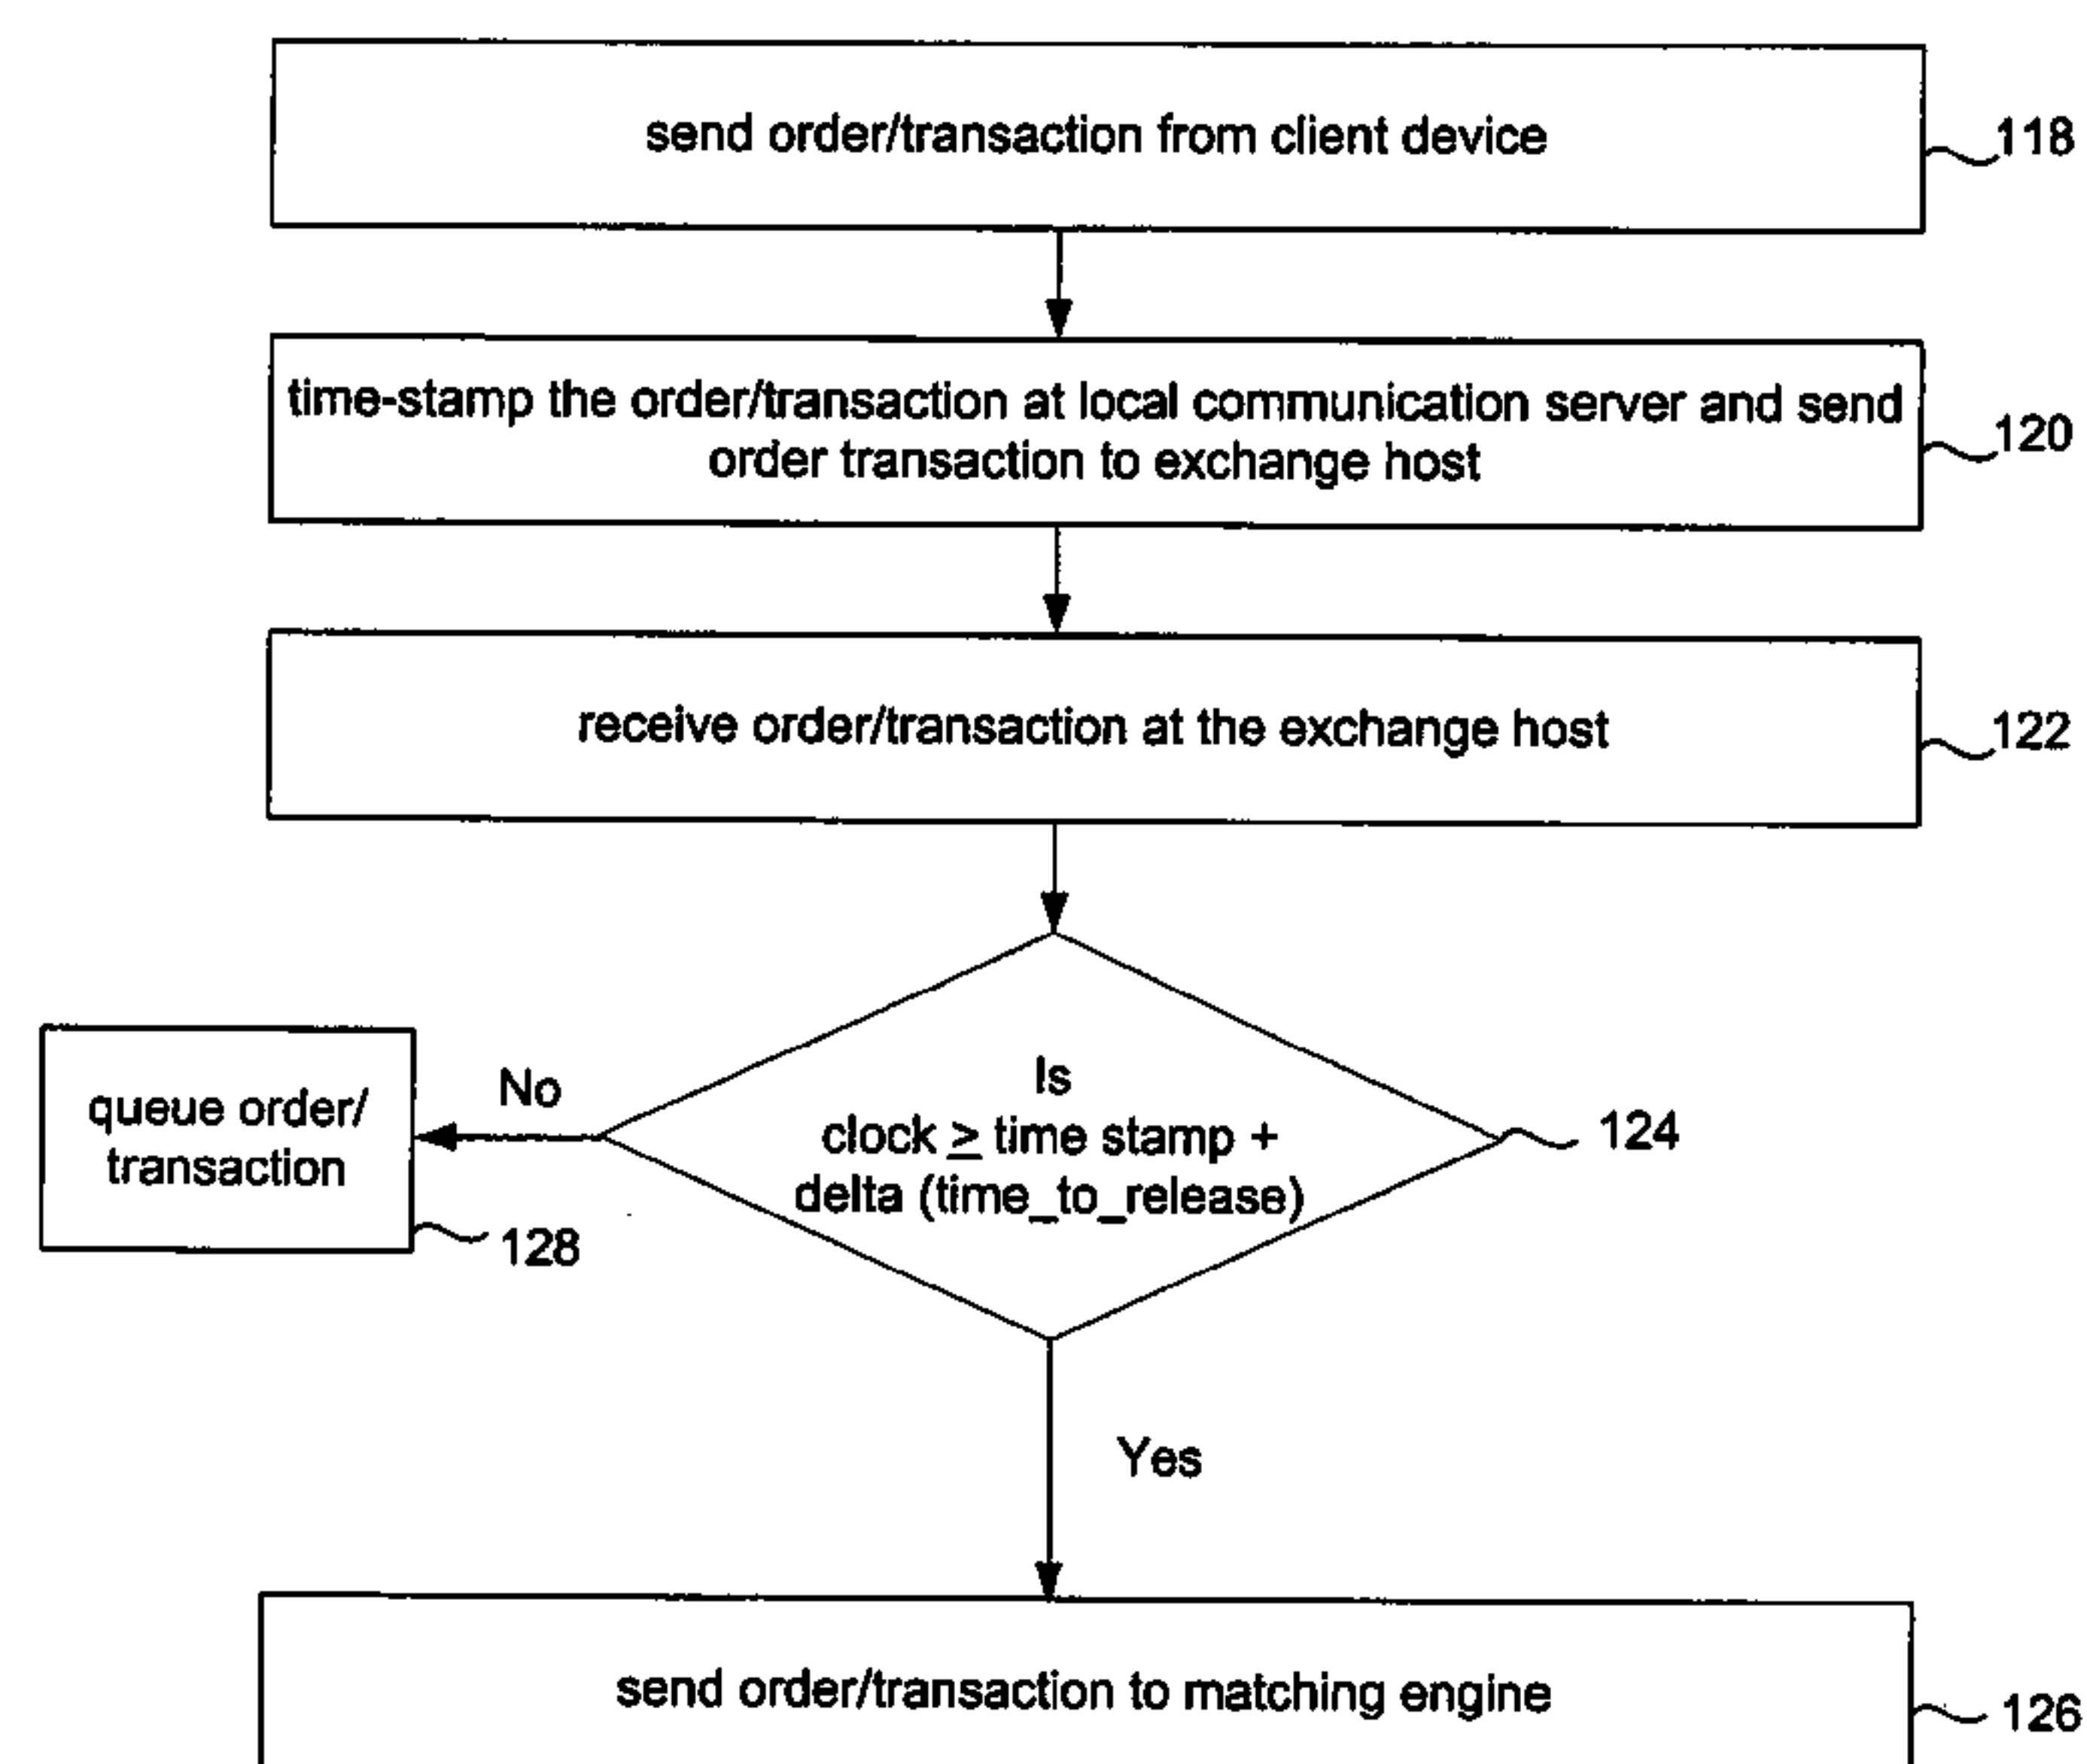 send order/transaction from client device
118
time-stamp the order/transaction at local communication server and send
order transaction to exchange host
120
receive order/transaction at the exchange host
122
Is
clock ≥ time stamp +
delta (time_to_release)
124
No
queue order/
transaction
128
Yes
send order/transaction to matching engine
126